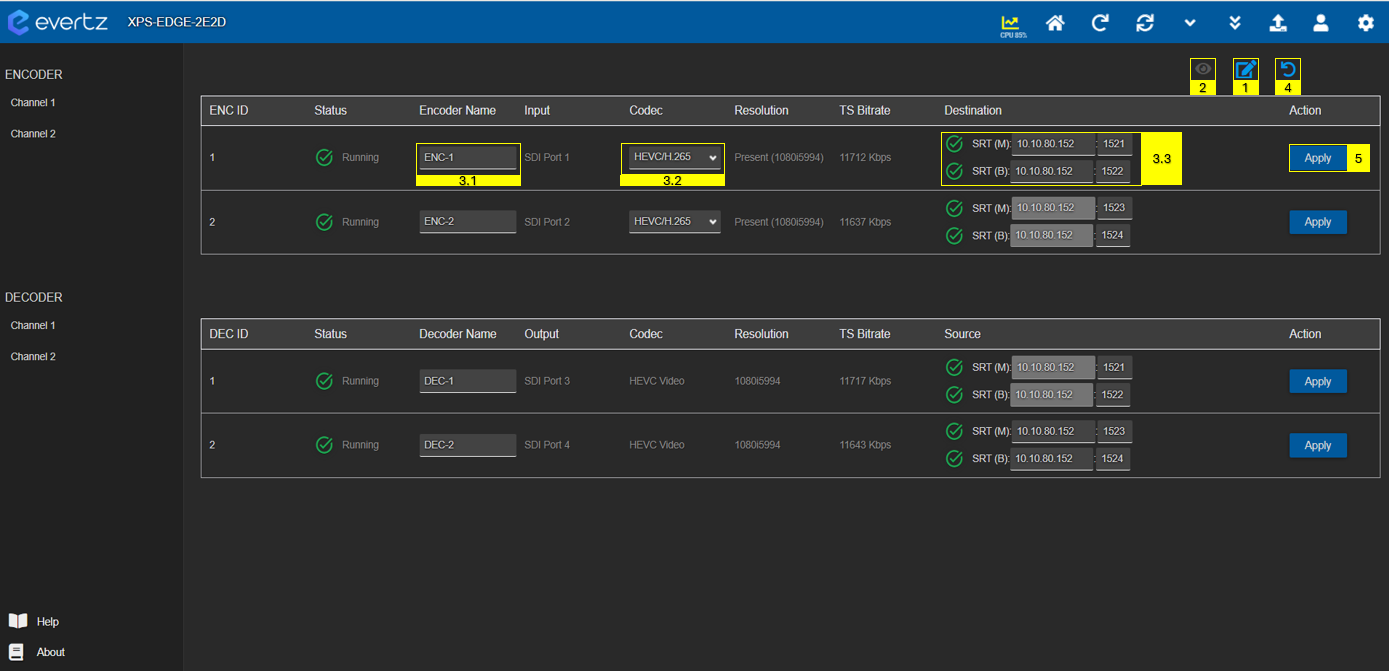 evertz XPS-EDGE-2E2D
CPU 85%
ENCODER
Channel 1
Channel 2
2 1 4
ENC ID Status Encoder Name Input Codec Resolution TS Bitrate Destination Action
1 Running ENC-1 SDI Port 1 HEVC/H.265 Present (1080i5994) 11712 Kbps SRT (M): 10.10.80.152 : 1521 Apply 5
SRT (B): 10.10.80.152 : 1522
3.1 3.2 3.3
2 Running ENC-2 SDI Port 2 HEVC/H.265 Present (1080i5994) 11637 Kbps SRT (M): 10.10.80.152 : 1523 Apply
SRT (B): 10.10.80.152 : 1524
DECODER
Channel 1
Channel 2
DEC ID Status Decoder Name Output Codec Resolution TS Bitrate Source Action
1 Running DEC-1 SDI Port 3 HEVC Video 1080i5994 11717 Kbps SRT (M): 10.10.80.152 : 1521 Apply
SRT (B): 10.10.80.152 : 1522
2 Running DEC-2 SDI Port 4 HEVC Video 1080i5994 11643 Kbps SRT (M): 10.10.80.152 : 1523 Apply
SRT (B): 10.10.80.152 : 1524
Help
About